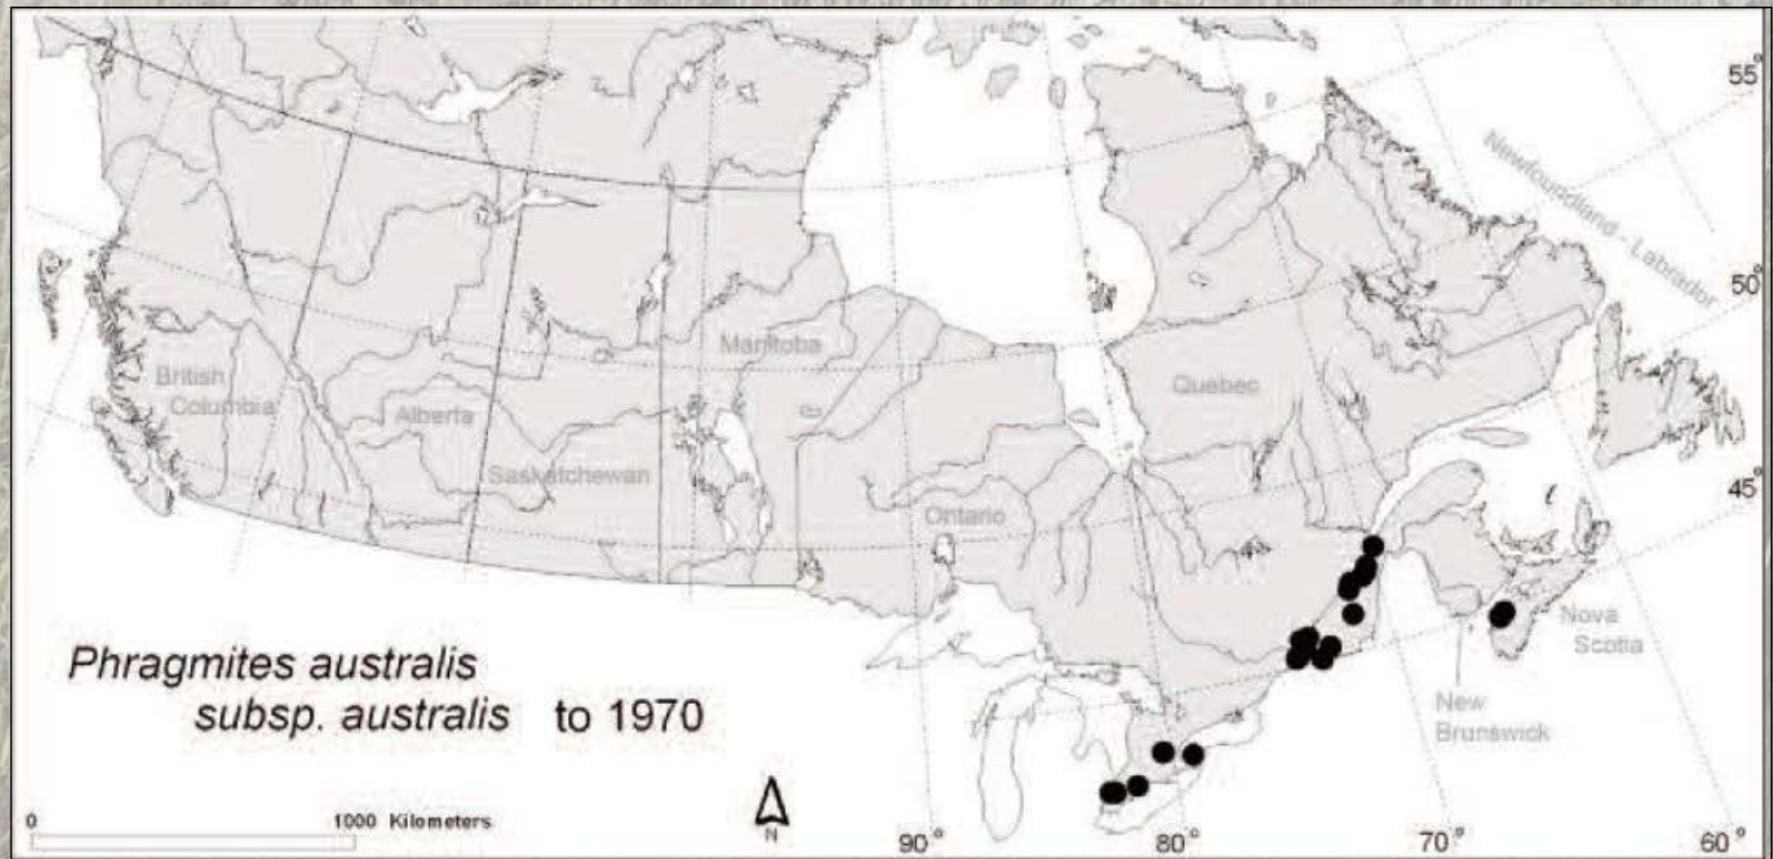 55°
Newfoundland - Labrador
50°
Manitoba
British
Columbia
Quebec
Alberta
Saskatchewan
45°
Ontario
Nova
Scotia
Phragmites australis
subsp. australis to 1970
New
Brunswick
0 1000 Kilometers
N
90° 80° 70° 60°